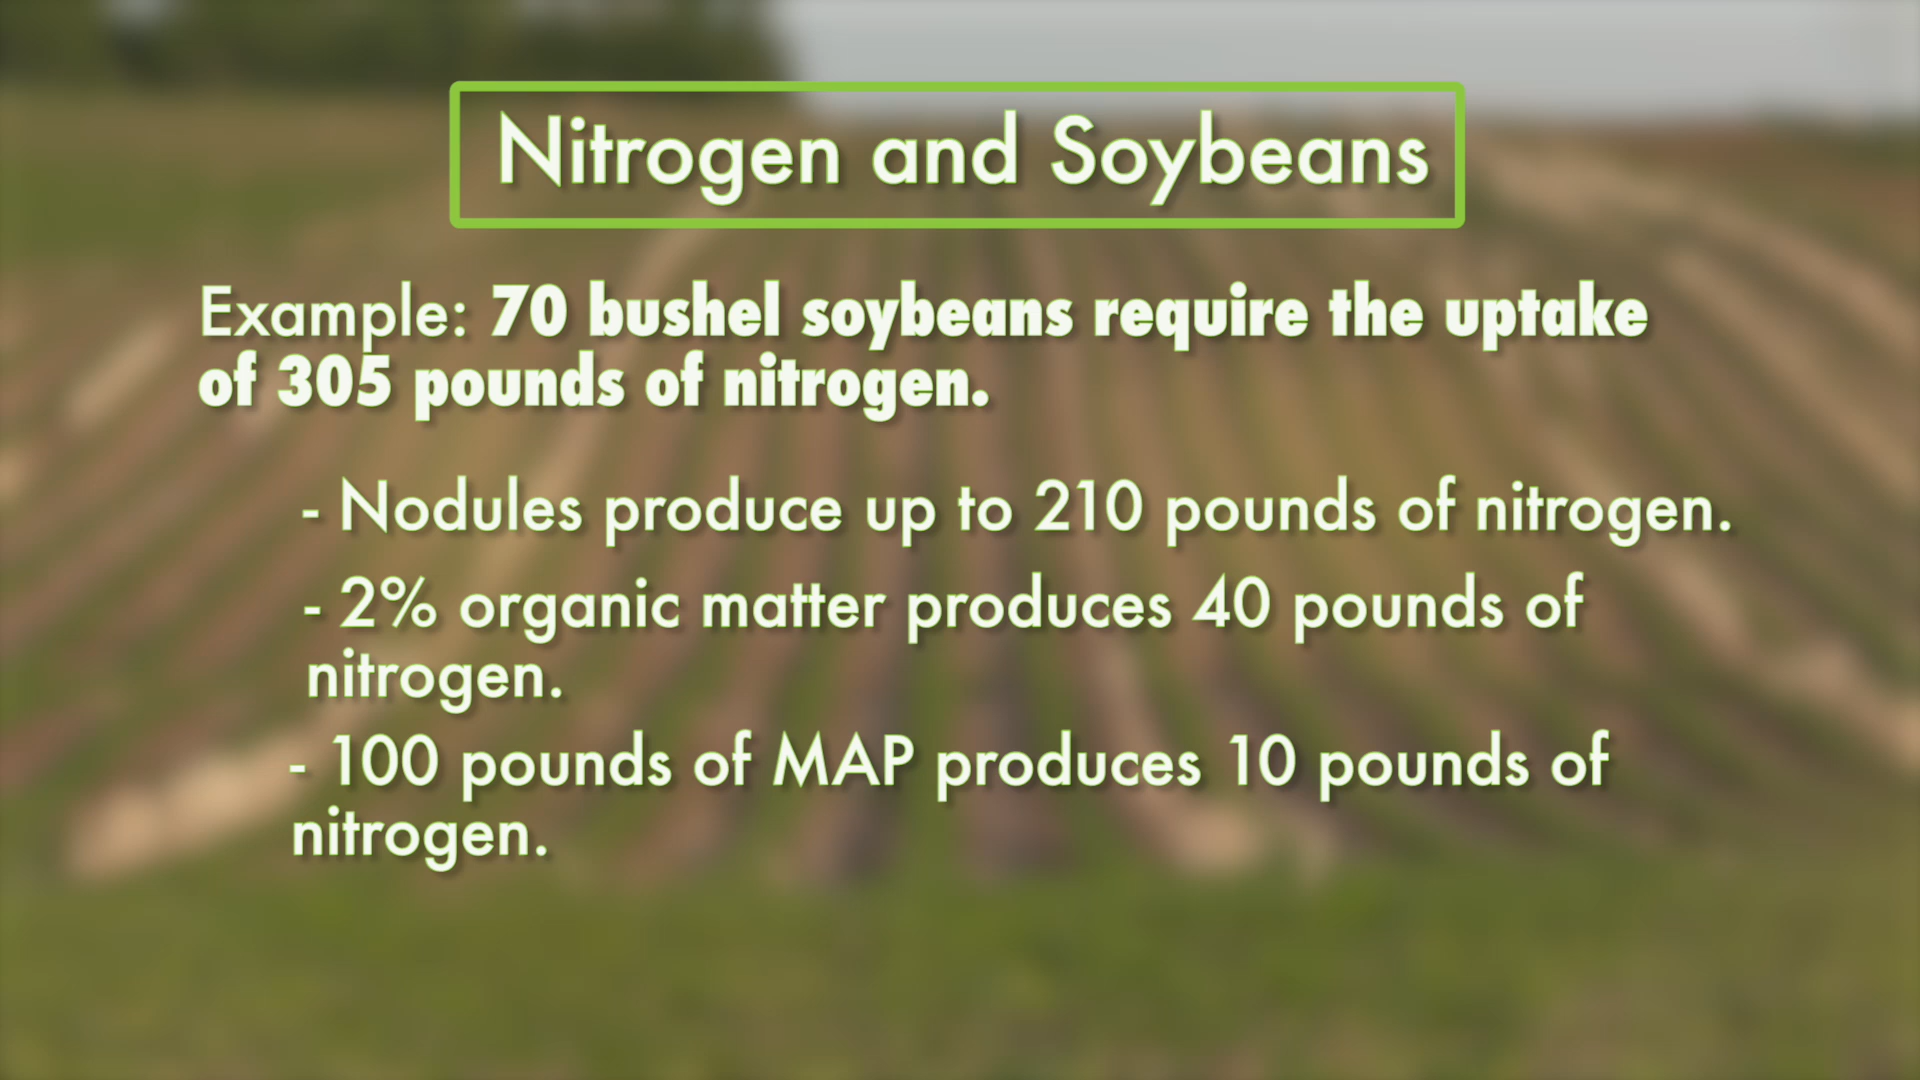 Nitrogen and Soybeans
Example: 70 bushel soybeans require the uptake
of 305 pounds of nitrogen.
- Nodules produce up to 210 pounds of nitrogen.
- 2% organic matter produces 40 pounds of
nitrogen.
- 100 pounds of MAP produces 10 pounds of
nitrogen.